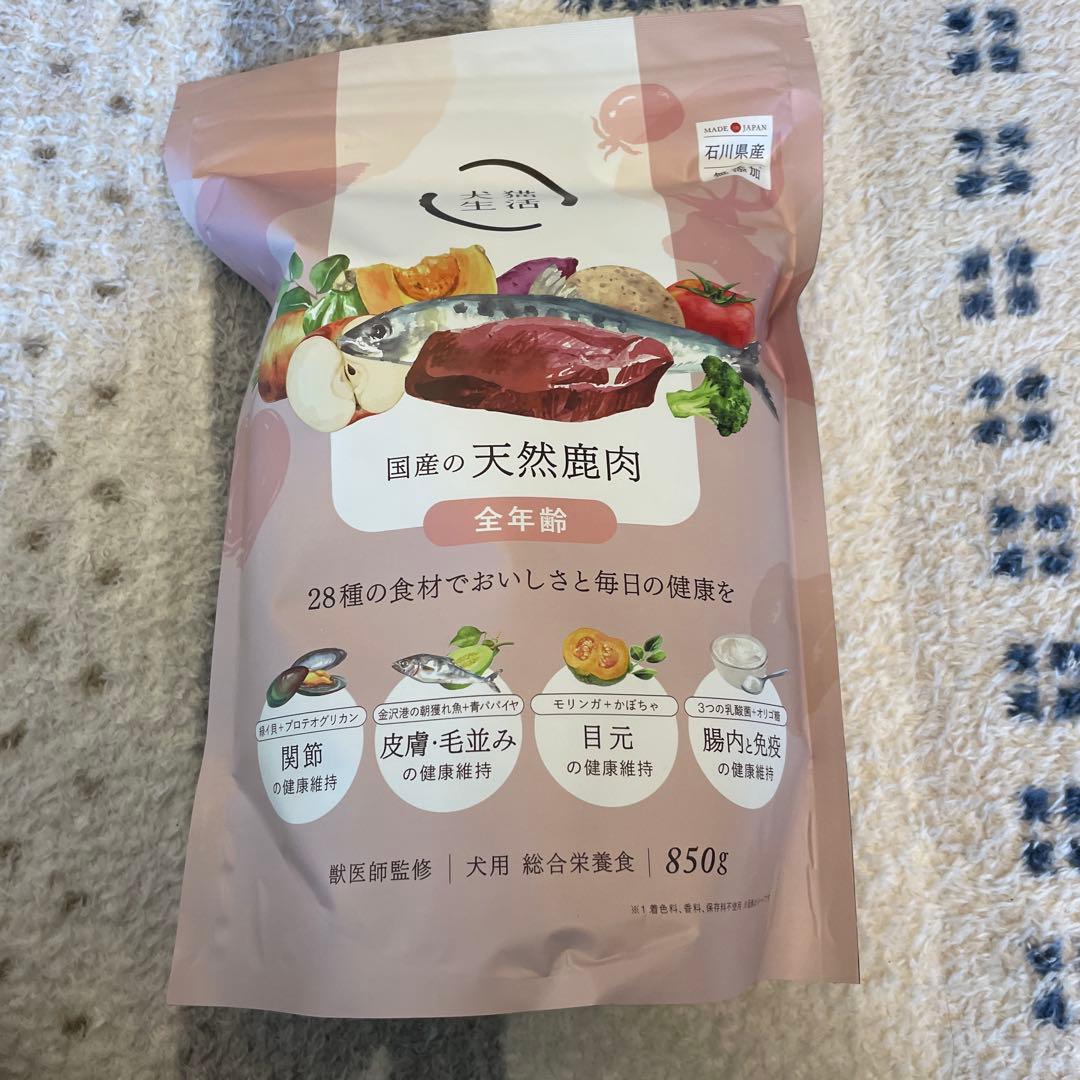 MADE in JAPAN
石川県産
無添加
犬猫
生活
国産の 天然鹿肉
全年齢
28種の食材でおいしさと毎日の健康を
緑イ貝+プロテオグリカン
関節
の健康維持
金沢港の朝獲れ魚+青パパイヤ
皮膚・毛並み
の健康維持
モリンガ+かぼちゃ
目元
の健康維持
3つの乳酸菌+オリゴ糖
腸内と免疫
の健康維持
獣医師監修 | 犬用 総合栄養食 | 850g
※1 着色料、香料、保存料不使用